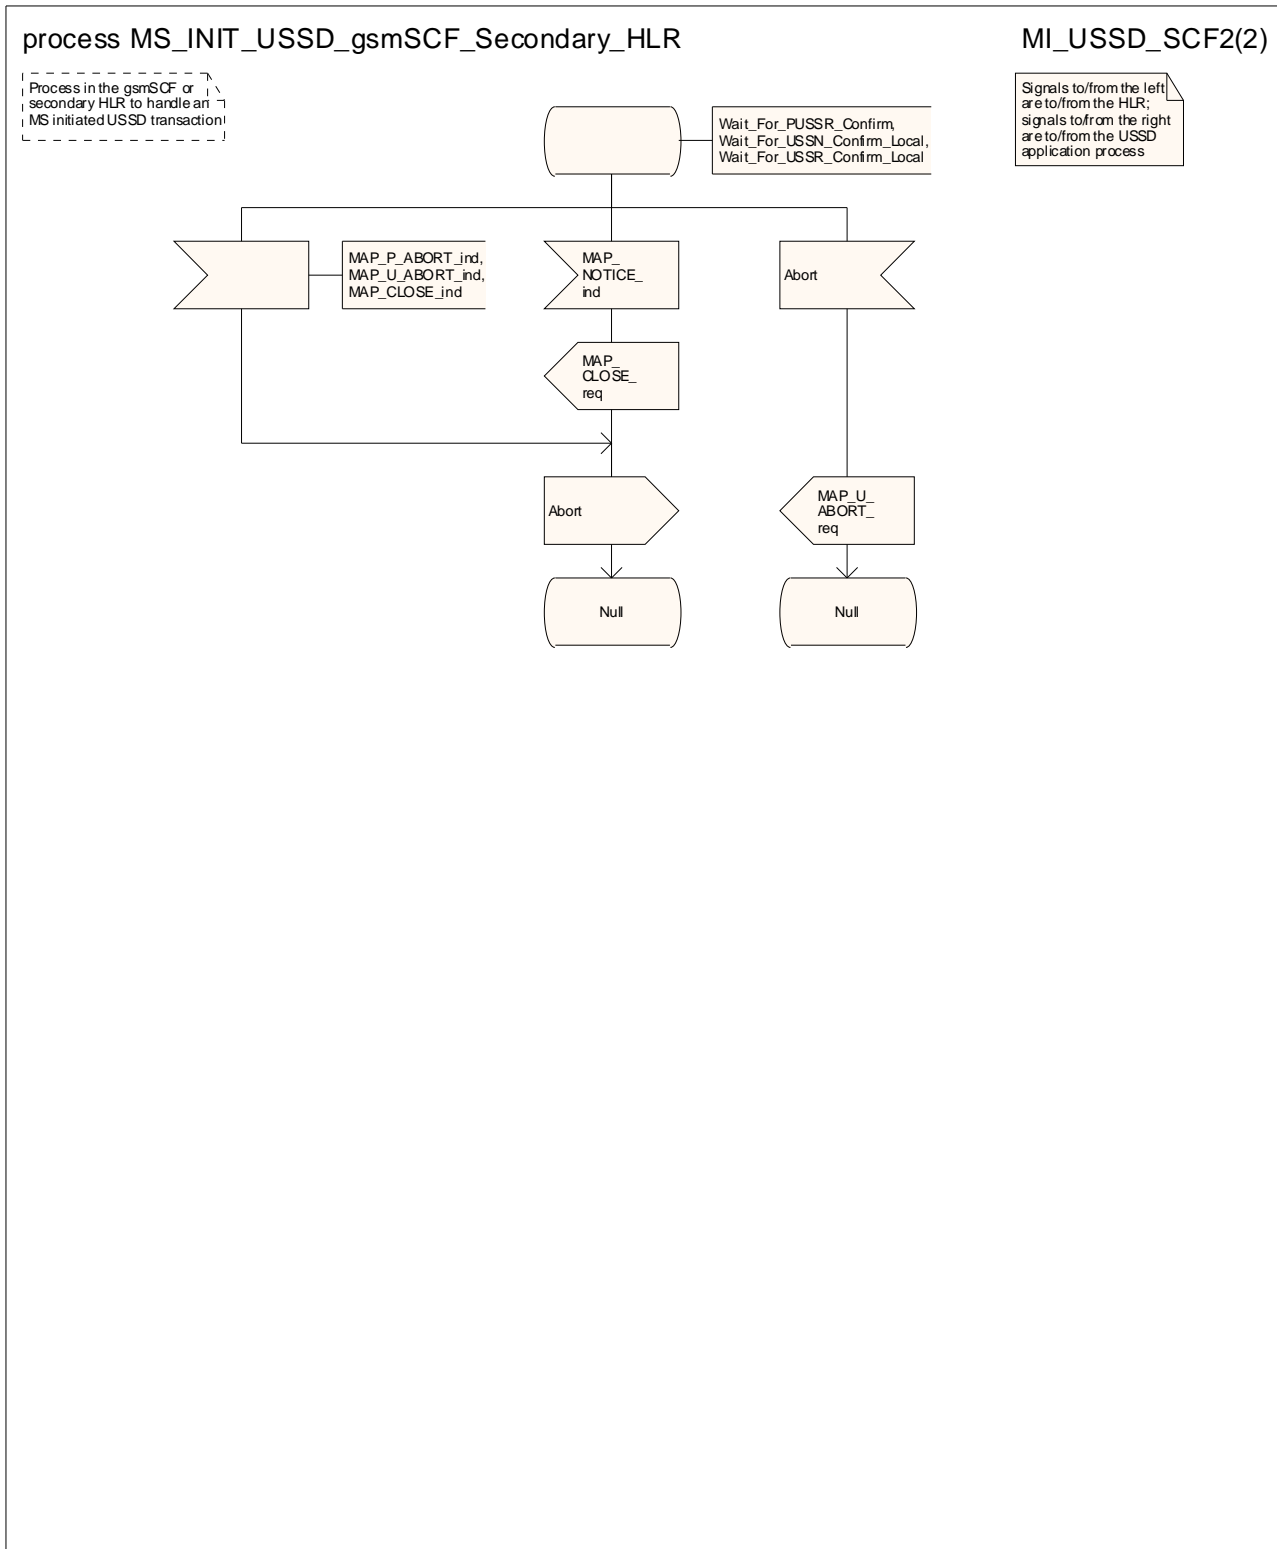 process MS_INIT_USSD_gsmSCF_Secondary_HLR
MI_USSD_SCF2(2)
Process in the gsmSCF or
secondary HLR to handle an
MS initiated USSD transaction
Signals to/from the left
are to/from the HLR;
signals to/from the right
are to/from the USSD
application process
Wait_For_PUSSR_Confirm,
Wait_For_USSN_Confirm_Local,
Wait_For_USSR_Confirm_Local
MAP_P_ABORT_ind,
MAP_U_ABORT_ind,
MAP_CLOSE_ind
MAP_
NOTICE_
ind
Abort
MAP_
CLOSE_
req
Abort
MAP_U_
ABORT_
req
Null
Null